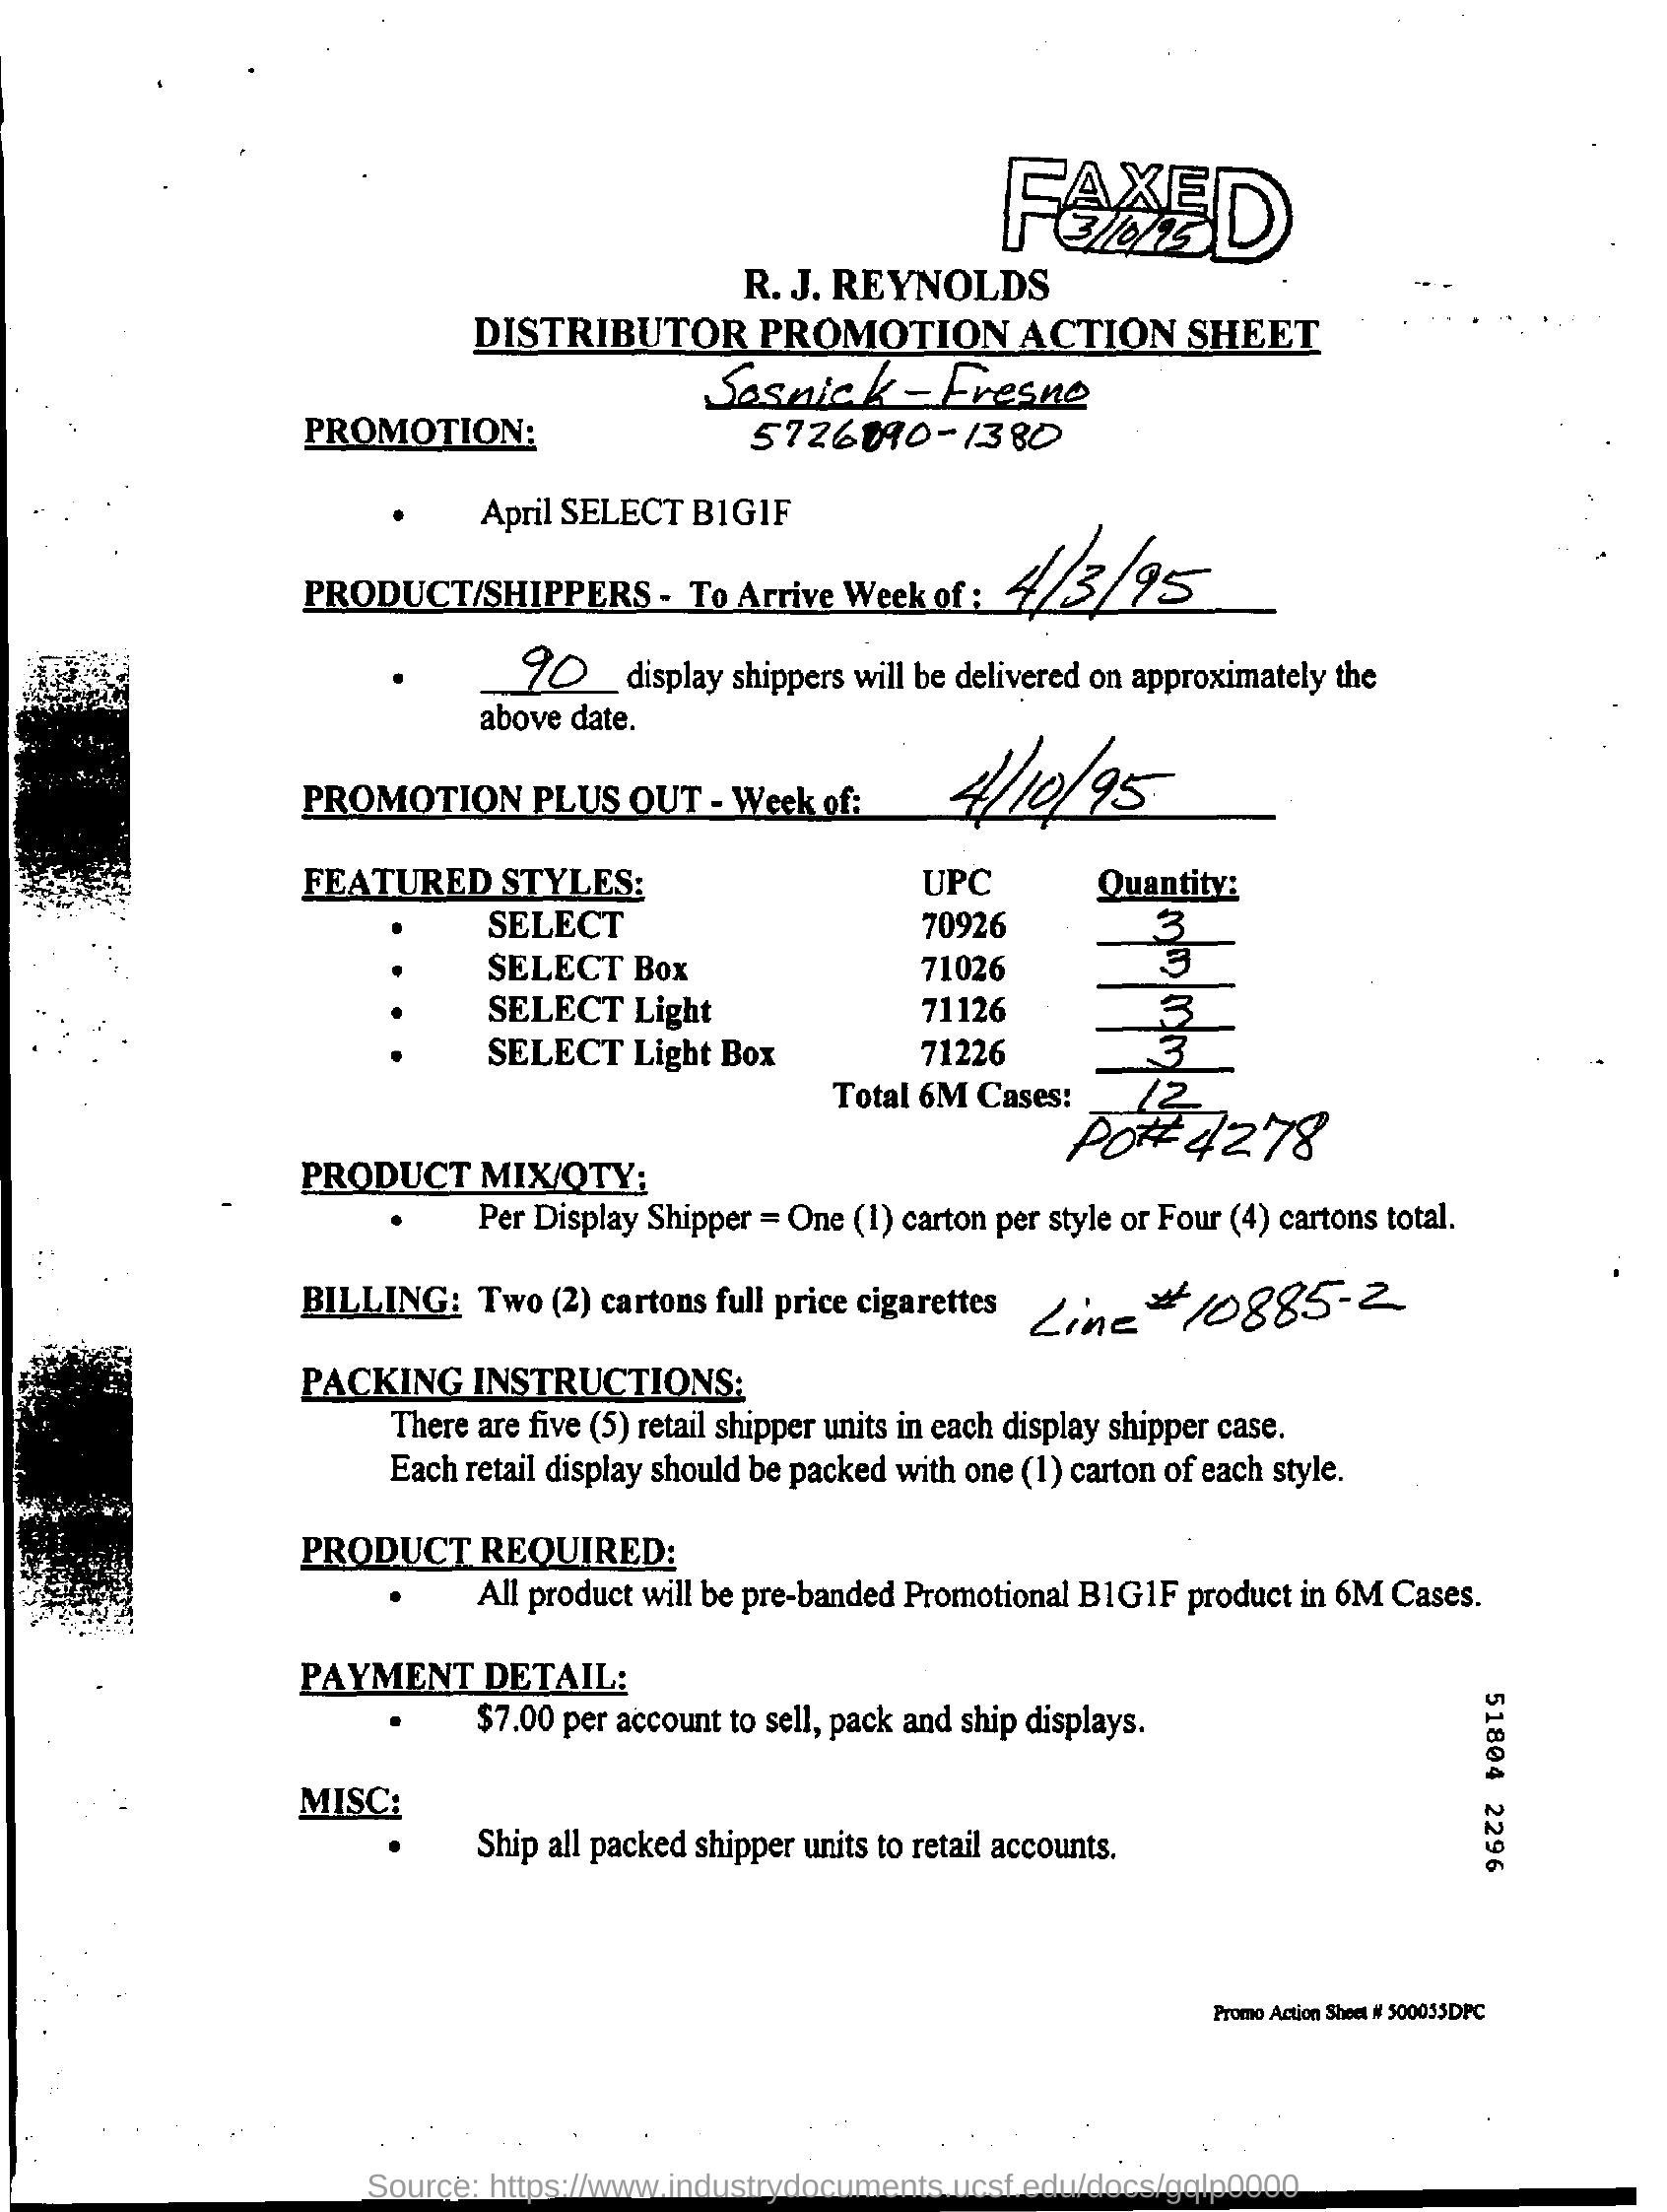 FAXED
3/10/95
R. J. REYNOLDS
DISTRIBUTOR PROMOTION ACTION SHEET
Sosnick - Fresno
PROMOTION:
5726890-1380
• April SELECT B1G1F
PRODUCT/SHIPPERS - To Arrive Week of : 4/3/95
• 90 display shippers will be delivered on approximately the
above date.
PROMOTION PLUS OUT - Week of: 4/10/95
FEATURED STYLES: UPC Quantity:
• SELECT 70926 3
• SELECT Box 71026 3
• SELECT Light 71126 3
• SELECT Light Box 71226 3
Total 6M Cases: 12
PO# 4278
PRODUCT MIX/QTY:
• Per Display Shipper = One (1) carton per style or Four (4) cartons total.
BILLING: Two (2) cartons full price cigarettes Line # 10885-2
PACKING INSTRUCTIONS:
There are five (5) retail shipper units in each display shipper case.
Each retail display should be packed with one (1) carton of each style.
PRODUCT REQUIRED:
• All product will be pre-banded Promotional B1G1F product in 6M Cases.
PAYMENT DETAIL:
• $7.00 per account to sell, pack and ship displays.
MISC:
• Ship all packed shipper units to retail accounts.
51804 2296
Promo Action Sheet # 500055DPC
Source: https://www.industrydocuments.ucsf.edu/docs/gqlp0000